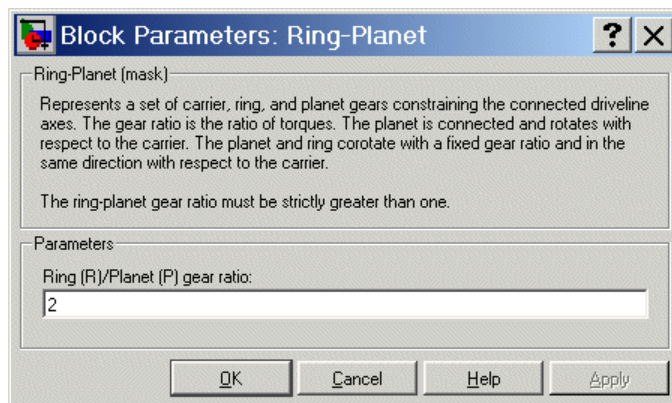 Block Parameters: Ring-Planet
Ring-Planet (mask)
Represents a set of carrier, ring, and planet gears constraining the connected driveline
axes. The gear ratio is the ratio of torques. The planet is connected and rotates with
respect to the carrier. The planet and ring corotate with a fixed gear ratio and in the
same direction with respect to the carrier.
The ring-planet gear ratio must be strictly greater than one.
Parameters
Ring (R)/Planet (P) gear ratio:
2
OK Cancel Help Apply